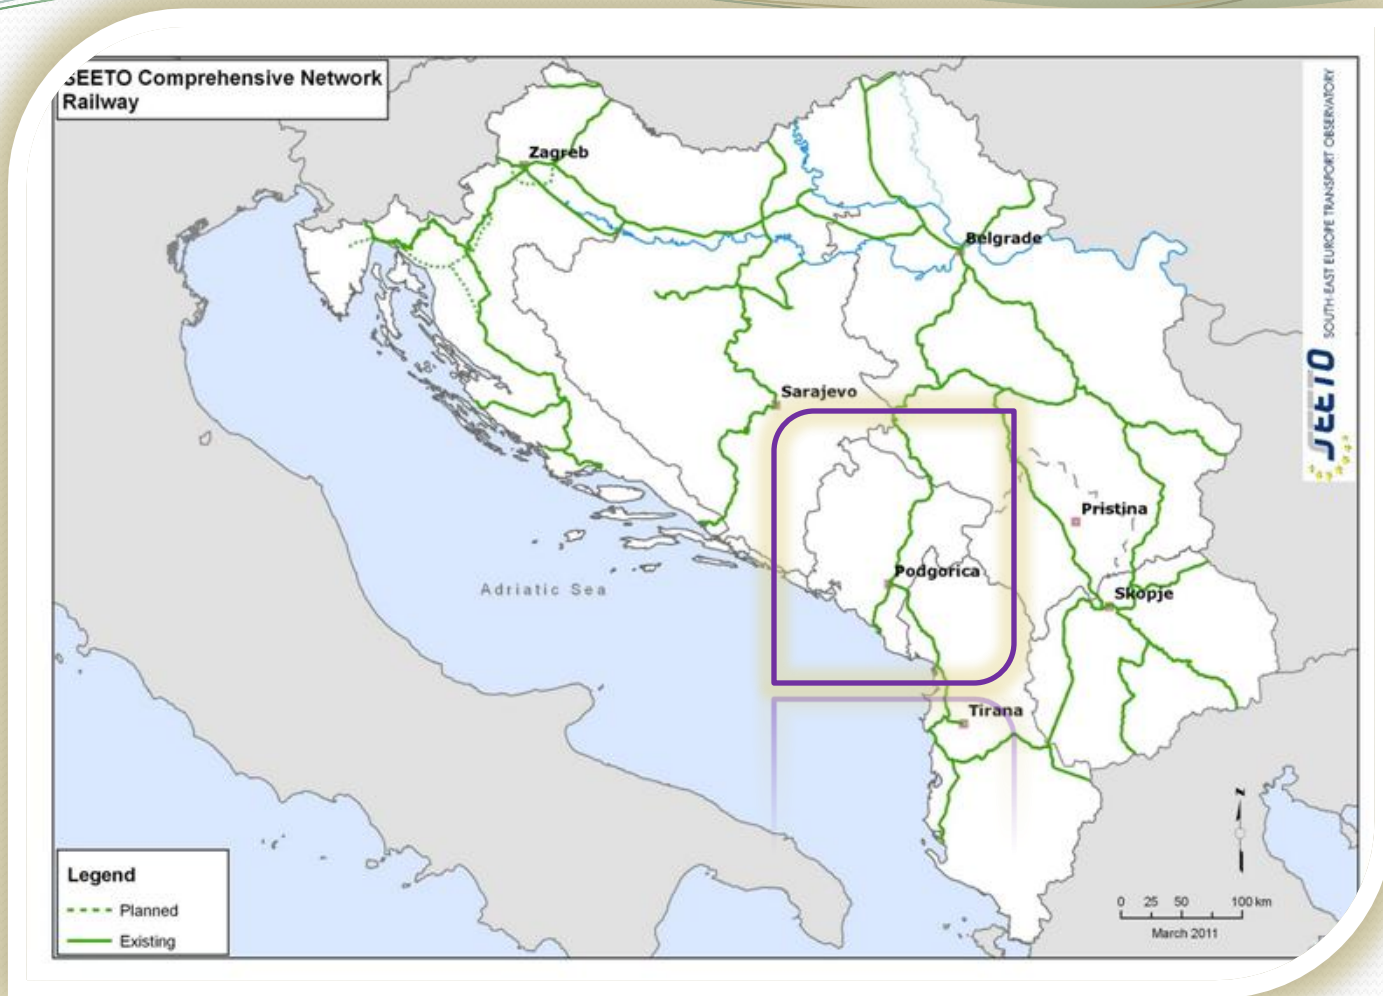 SEETO Comprehensive Network
Railway
Zagreb
Belgrade
Sarajevo
Pristina
Podgorica
Skopje
Tirana
Adriatic Sea
SOUTH-EAST EUROPE TRANSPORT OBSERVATORY
SEETO
Legend
Planned
Existing
N
0 25 50 100 km
March 2011